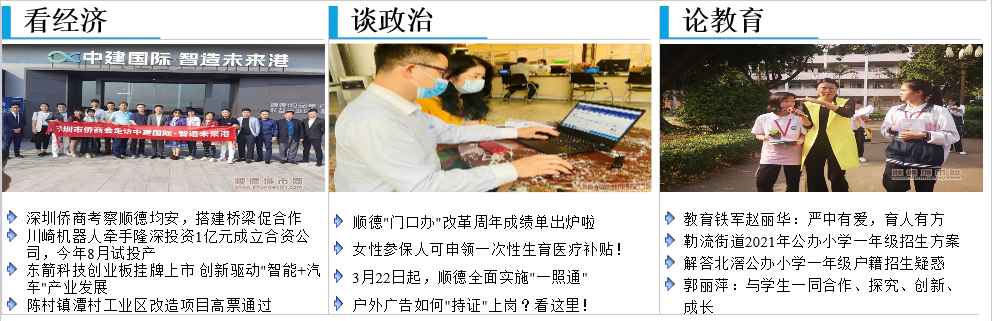 看经济
中建国际 智造未来港
深圳市侨商会走访中建国际·智造未来港
顺德城市网
深圳侨商考察顺德均安，搭建桥梁促合作
川崎机器人牵手隆深投资1亿元成立合资公
司，今年8月试投产
东箭科技创业板挂牌上市 创新驱动"智能+汽
车"产业发展
陈村镇潭村工业区改造项目高票通过
谈政治
顺德"门口办"改革周年成绩单出炉啦
女性参保人可申领一次性生育医疗补贴！
3月22日起，顺德全面实施"一照通"
户外广告如何"持证"上岗？看这里！
论教育
顺德城市网
教育铁军赵丽华：严中有爱，育人有方
勒流街道2021年公办小学一年级招生方案
解答北滘公办小学一年级户籍招生疑惑
郭丽萍：与学生一同合作、探究、创新、
成长